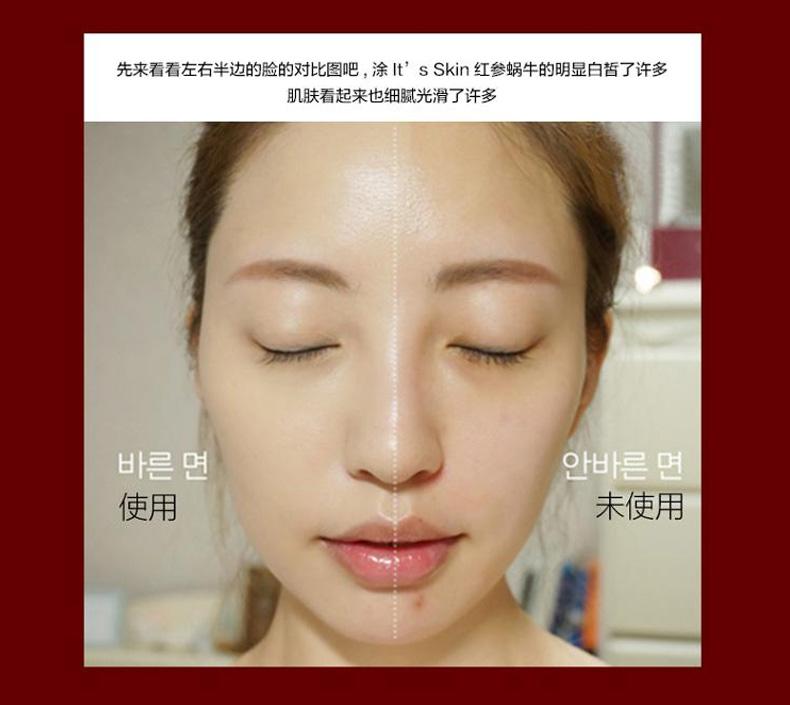 先来看看左右半边的脸的对比图吧，涂 It’s Skin 红参蜗牛的明显白皙了许多
肌肤看起来也细腻光滑了许多
바른 면
안바른 면
使用
未使用